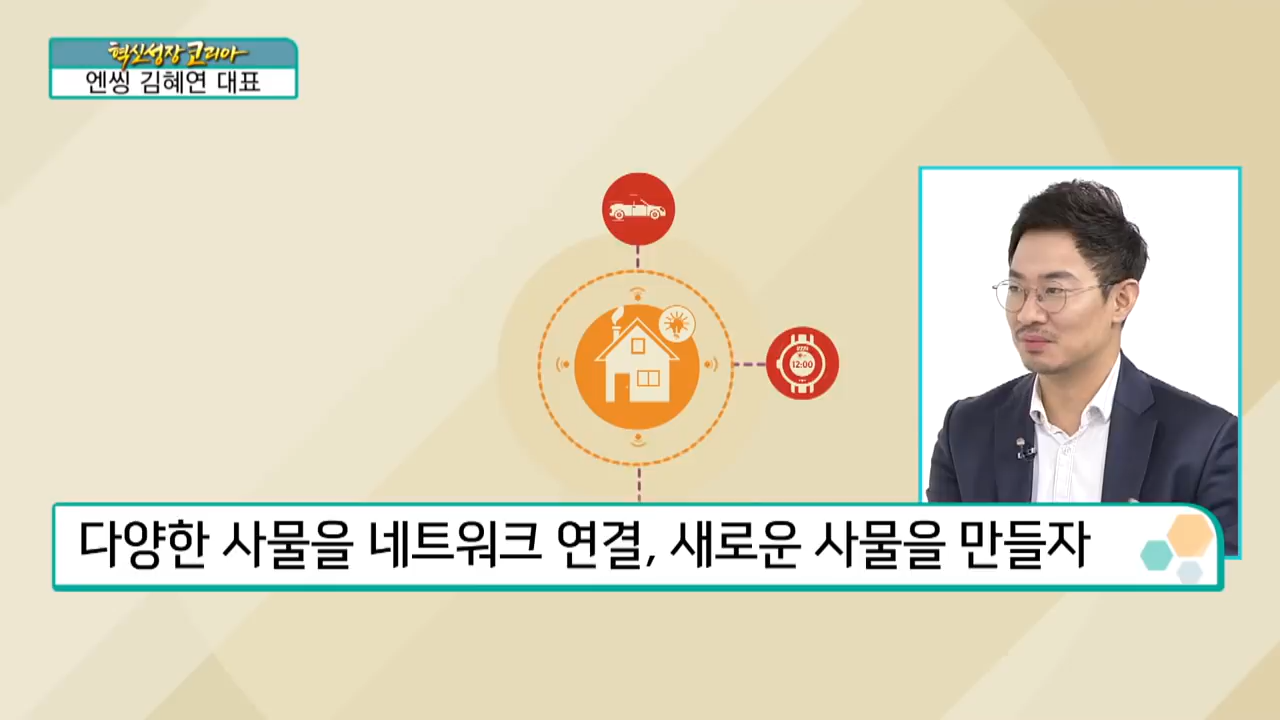 혁신성장 코리아
엔씽 김혜연 대표
12:00
다양한 사물을 네트워크 연결, 새로운 사물을 만들자